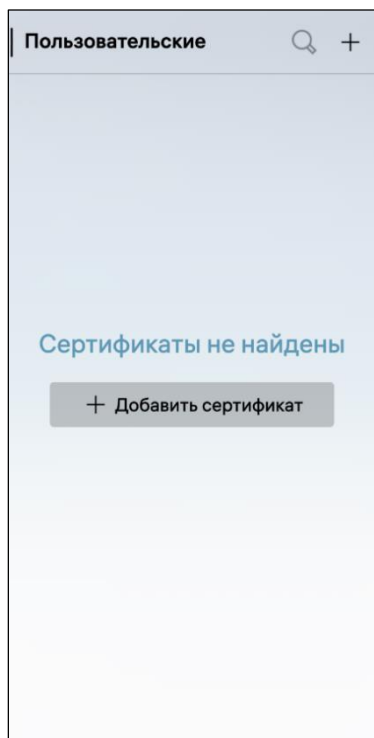 Пользовательские
Сертификаты не найдены
+ Добавить сертификат